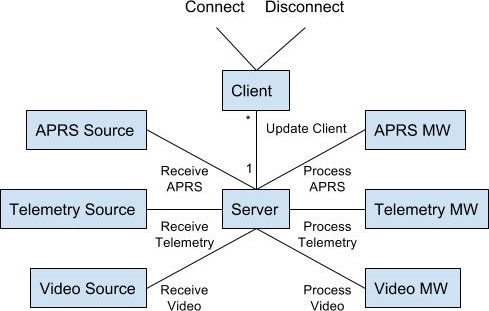 Connect Disconnect
Client
*
Update Client
APRS Source
APRS MW
1
Receive
APRS
Process
APRS
Telemetry Source
Server
Telemetry MW
Receive
Telemetry
Process
Telemetry
Video Source
Video MW
Receive
Video
Process
Video